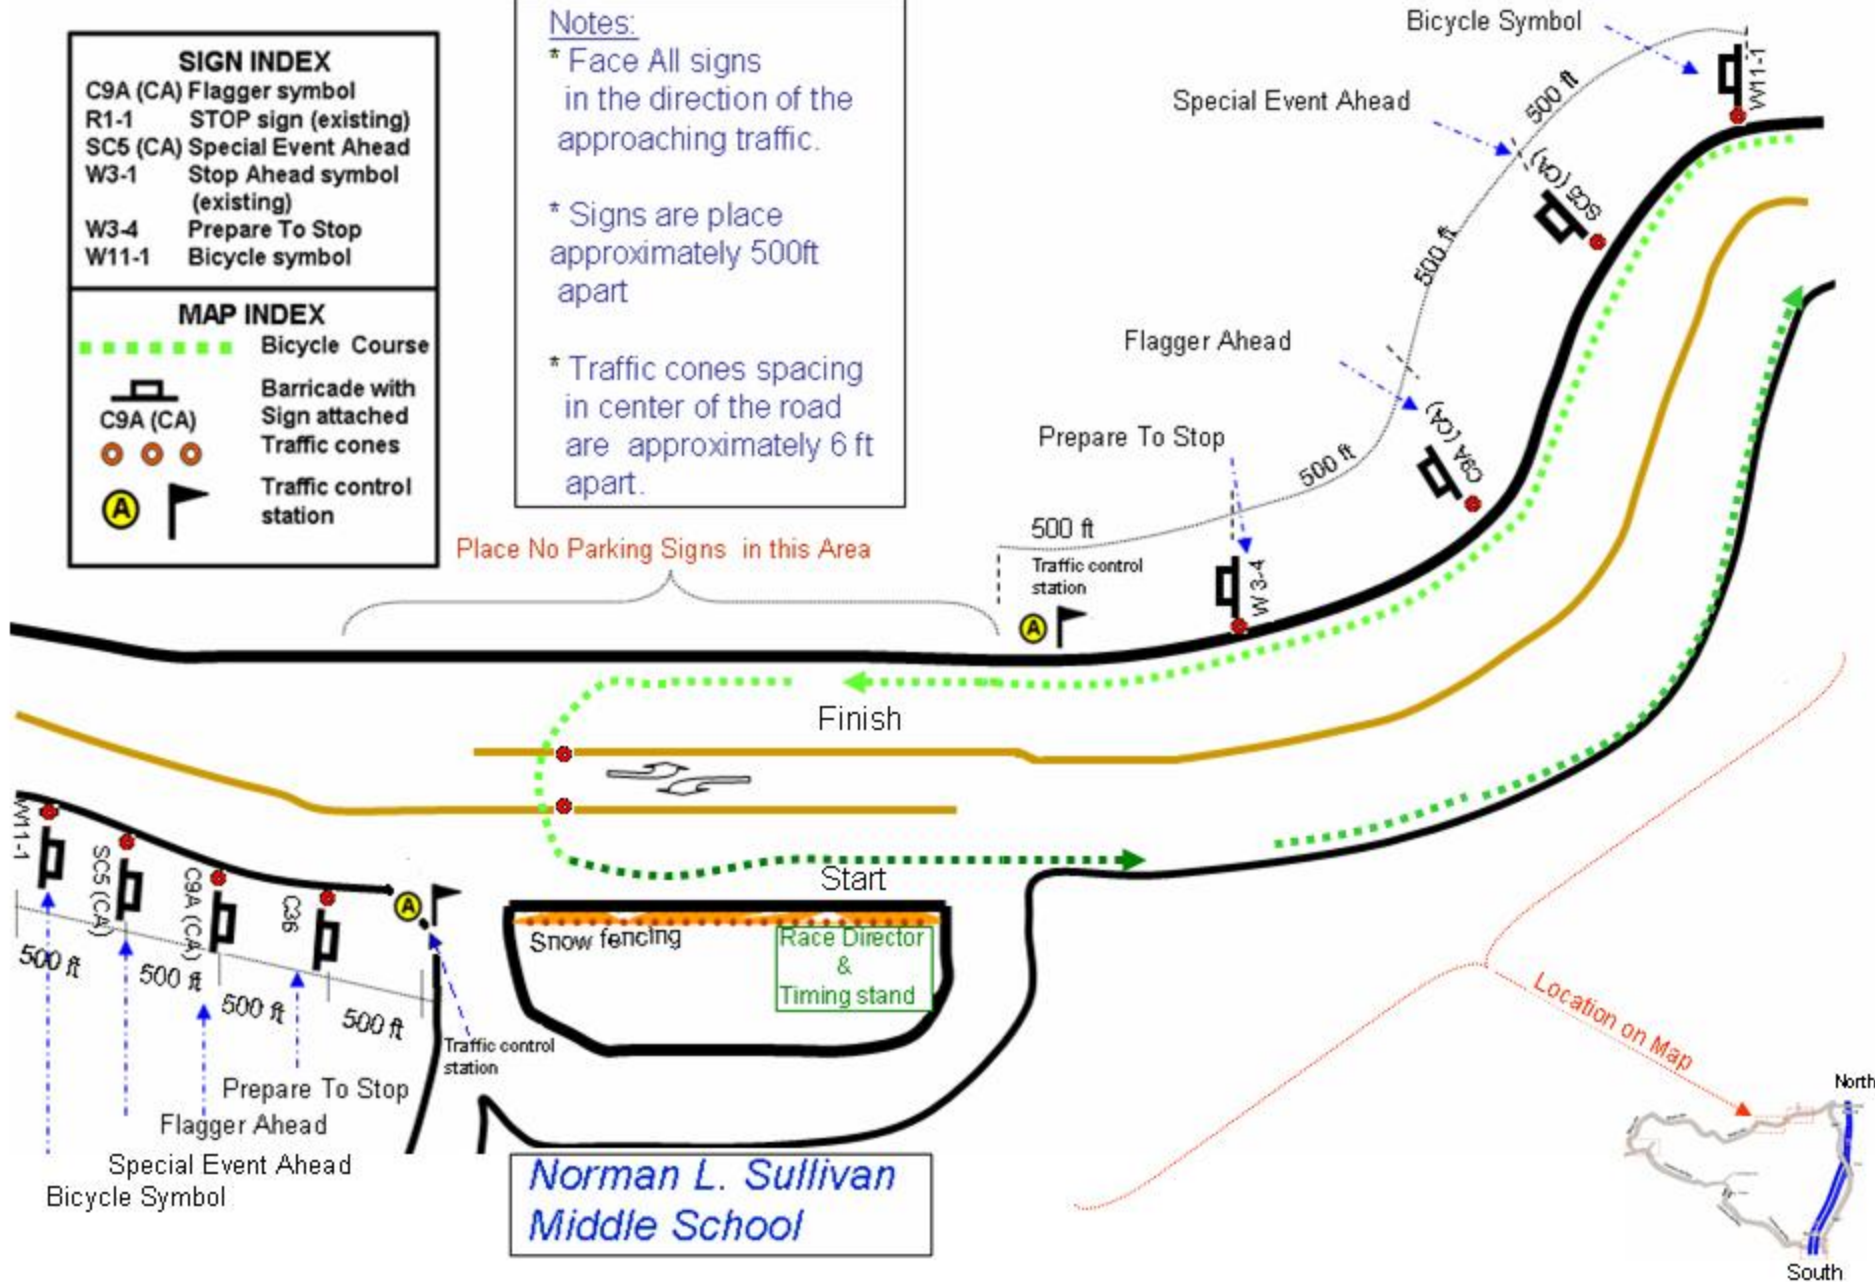 SIGN INDEX
C9A (CA) Flagger symbol
R1-1 STOP sign (existing)
SC5 (CA) Special Event Ahead
W3-1 Stop Ahead symbol
(existing)
W3-4 Prepare To Stop
W11-1 Bicycle symbol
MAP INDEX
Bicycle Course
Barricade with
Sign attached
C9A (CA)
Traffic cones
A
Traffic control
station
Notes:
* Face All signs
in the direction of the
approaching traffic.
* Signs are place
approximately 500ft
apart
* Traffic cones spacing
in center of the road
are approximately 6 ft
apart.
Bicycle Symbol
W11-1
500 ft
Special Event Ahead
SC5 (CA)
500 ft
Flagger Ahead
C9A (CA)
Prepare To Stop
500 ft
W 3-4
500 ft
Traffic control
station
A
Place No Parking Signs in this Area
Finish
Start
Snow fencing
Race Director
&
Timing stand
W11-1
SC5 (CA)
C9A (CA)
C36
A
500 ft
500 ft
500 ft
500 ft
Traffic control
station
Prepare To Stop
Flagger Ahead
Special Event Ahead
Bicycle Symbol
Norman L. Sullivan
Middle School
Location on Map
North
South